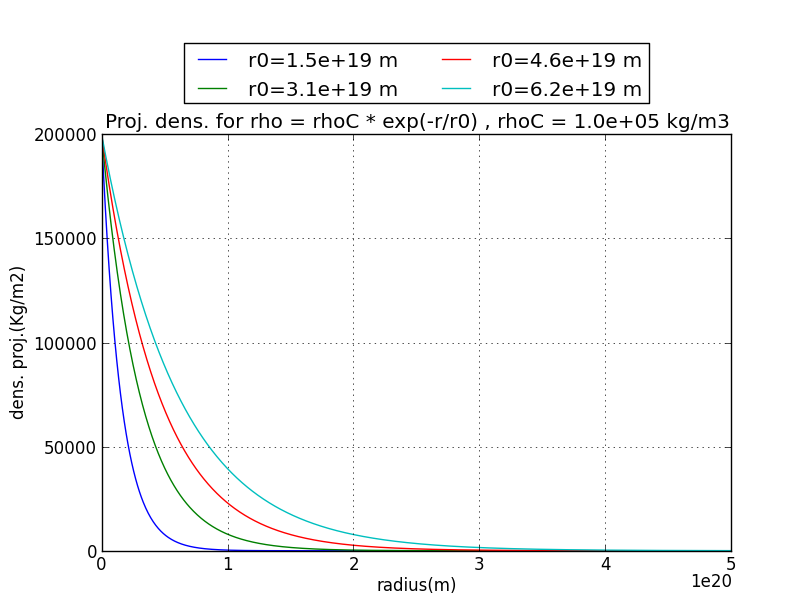 r0=1.5e+19 m r0=4.6e+19 m
r0=3.1e+19 m r0=6.2e+19 m
Proj. dens. for rho = rhoC * exp(-r/r0) , rhoC = 1.0e+05 kg/m3
200000
150000
100000
50000
0
dens. proj.(Kg/m2)
0 1 2 3 4 5
1e20
radius(m)